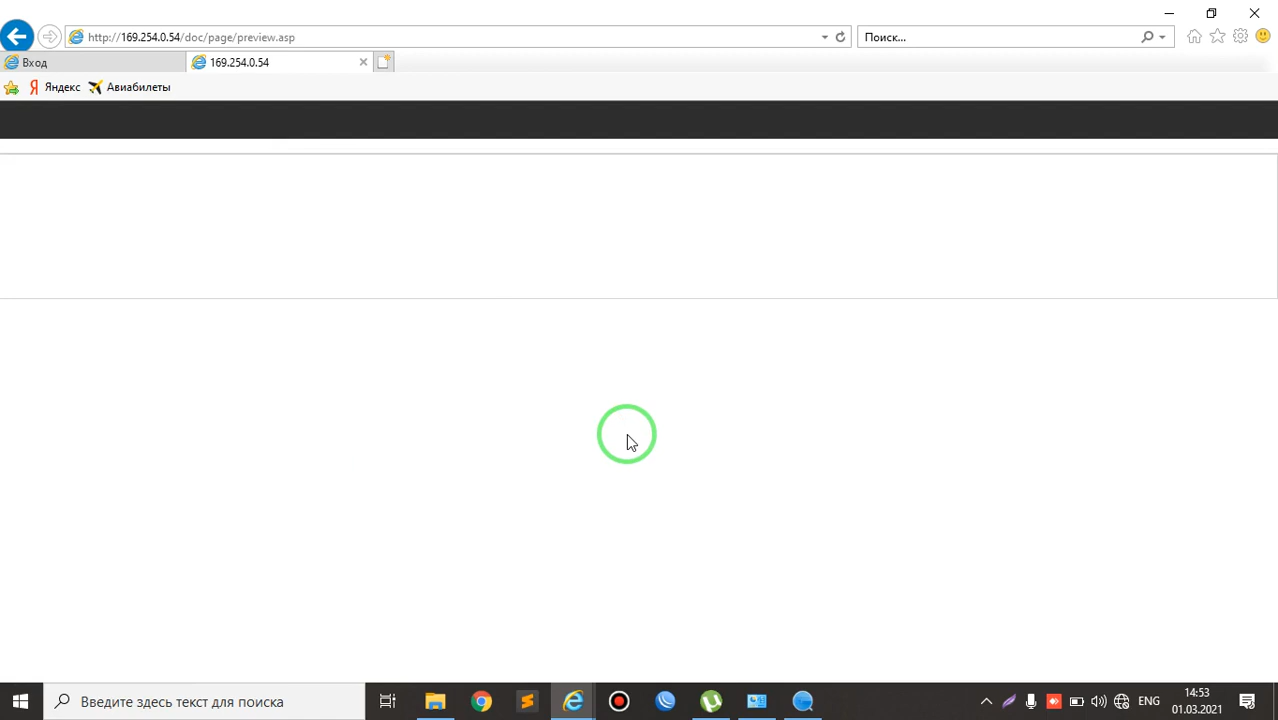 http://169.254.0.54/doc/page/preview.asp
Поиск...
Вход
169.254.0.54
Яндекс
Авиабилеты
Введите здесь текст для поиска
ENG
14:53
01.03.2021